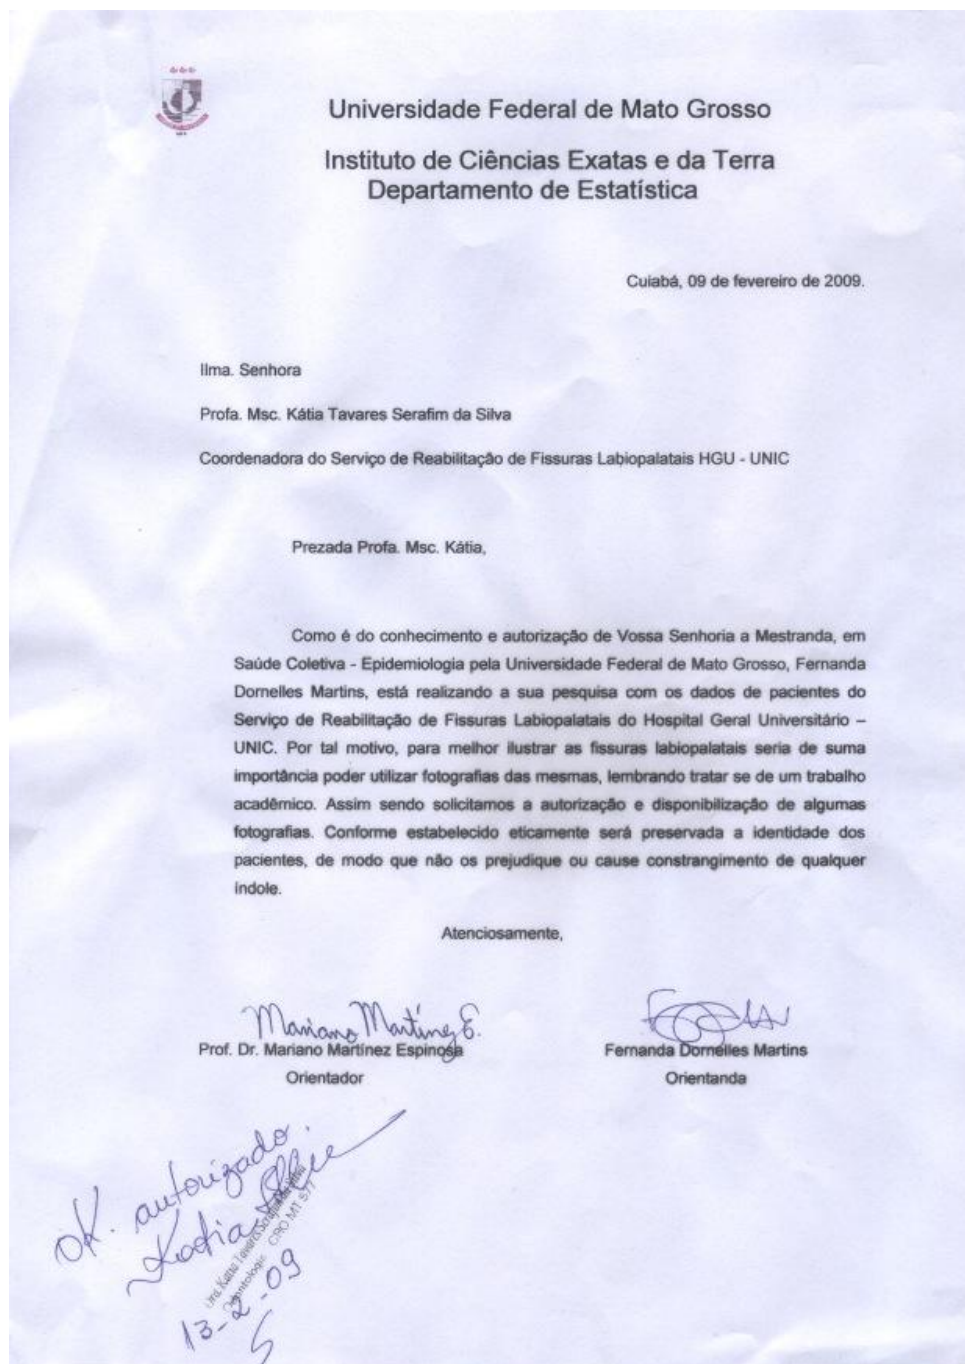 Universidade Federal de Mato Grosso
Instituto de Ciências Exatas e da Terra
Departamento de Estatística
Cuiabá, 09 de fevereiro de 2009.
Ilma. Senhora
Profa. Msc. Kátia Tavares Serafim da Silva
Coordenadora do Serviço de Reabilitação de Fissuras Labiopalatais HGU - UNIC
Prezada Profa. Msc. Kátia,
Como é do conhecimento e autorização de Vossa Senhoria a Mestranda, em
Saúde Coletiva - Epidemiologia pela Universidade Federal de Mato Grosso, Fernanda
Dornelles Martins, está realizando a sua pesquisa com os dados de pacientes do
Serviço de Reabilitação de Fissuras Labiopalatais do Hospital Geral Universitário –
UNIC. Por tal motivo, para melhor ilustrar as fissuras labiopalatais seria de suma
importância poder utilizar fotografias das mesmas, lembrando tratar se de um trabalho
acadêmico. Assim sendo solicitamos a autorização e disponibilização de algumas
fotografias. Conforme estabelecido eticamente será preservada a identidade dos
pacientes, de modo que não os prejudique ou cause constrangimento de qualquer
índole.
Atenciosamente,
Mariano Martínez E.
Prof. Dr. Mariano Martínez Espinosa
Orientador
Fernanda Dornelles Martins
Orientanda
OK. autorizado.
Katia
Odontologia CRO MT 577
13-2-09